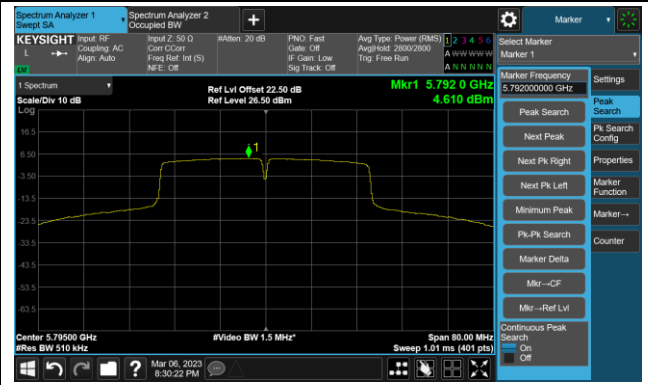 Spectrum Analyzer 1
Swept SA
Spectrum Analyzer 2
Occupied BW
Marker
KEYSIGHT
L
Input: RF
Coupling: AC
Align: Auto
Input Z: 50 Ω
Corr CCorr
Freq Ref: Int (S)
NFE: Off
#Atten: 20 dB
PNO: Fast
Gate: Off
IF Gain: Low
Sig Track: Off
Avg Type: Power (RMS)
Avg|Hold: 2800/2800
Trig: Free Run
1 2 3 4 5 6
A W W W W W
A N N N N N
Select Marker
Marker 1
1 Spectrum
Scale/Div 10 dB
Log
Ref Lvl Offset 22.50 dB
Ref Level 26.50 dBm
Mkr1 5.792 0 GHz
4.610 dBm
16.5
6.50
-3.50
-13.5
-23.5
-33.5
-43.5
-53.5
-63.5
1
Center 5.79500 GHz
#Res BW 510 kHz
#Video BW 1.5 MHz*
Span 80.00 MHz
Sweep 1.01 ms (401 pts)
Marker Frequency
5.792000000 GHz
Peak Search
Next Peak
Next Pk Right
Next Pk Left
Minimum Peak
Pk-Pk Search
Marker Delta
Mkr→CF
Mkr→Ref Lvl
Continuous Peak
Search
On
Off
Settings
Peak
Search
Pk Search
Config
Properties
Marker
Function
Marker→
Counter
Mar 06, 2023
8:30:22 PM